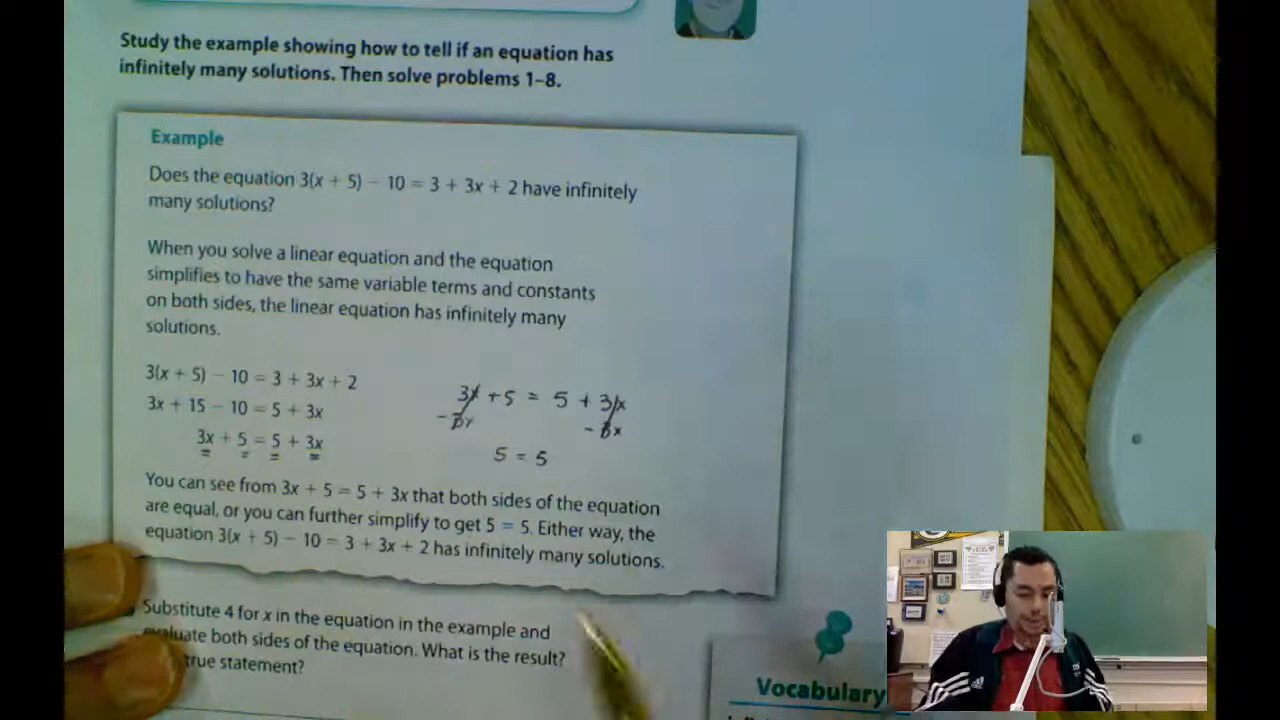 Study the example showing how to tell if an equation has
infinitely many solutions. Then solve problems 1–8.
Example
Does the equation 3(x + 5) − 10 = 3 + 3x + 2 have infinitely
many solutions?
When you solve a linear equation and the equation
simplifies to have the same variable terms and constants
on both sides, the linear equation has infinitely many
solutions.
3(x + 5) − 10 = 3 + 3x + 2
3x + 15 − 10 = 5 + 3x
3x + 5 = 5 + 3x
3x + 5 = 5 + 3x
−3x −3x
5 = 5
You can see from 3x + 5 = 5 + 3x that both sides of the equation
are equal, or you can further simplify to get 5 = 5. Either way, the
equation 3(x + 5) − 10 = 3 + 3x + 2 has infinitely many solutions.
Substitute 4 for x in the equation in the example and
evaluate both sides of the equation. What is the result?
true statement?
Vocabulary